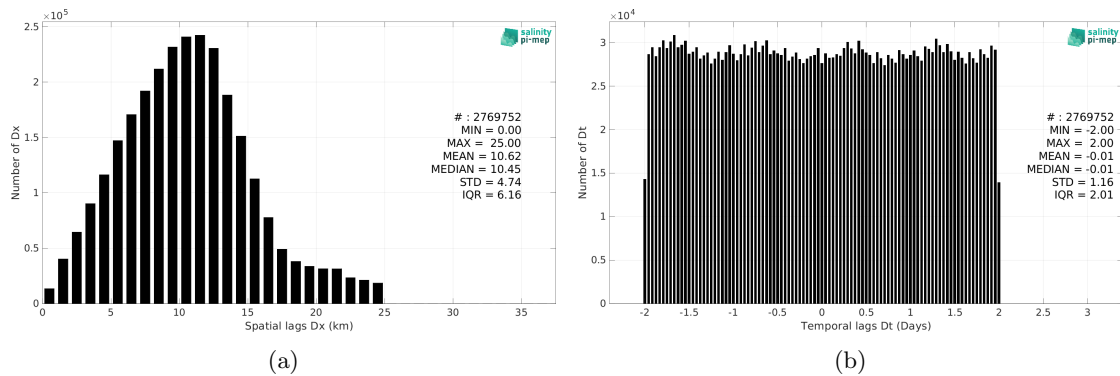 ×10⁵
2.5
2
1.5
1
0.5
0
0 5 10 15 20 25 30 35
Number of Dx
Spatial lags Dx (km)
salinity
pi-mep
# : 2769752
MIN = 0.00
MAX = 25.00
MEAN = 10.62
MEDIAN = 10.45
STD = 4.74
IQR = 6.16
(a)
×10⁴
3
2.5
2
1.5
1
0.5
0
-2 -1.5 -1 -0.5 0 0.5 1 1.5 2 2.5 3
Number of Dt
Temporal lags Dt (Days)
salinity
pi-mep
# : 2769752
MIN = -2.00
MAX = 2.00
MEAN = -0.01
MEDIAN = -0.01
STD = 1.16
IQR = 2.01
(b)